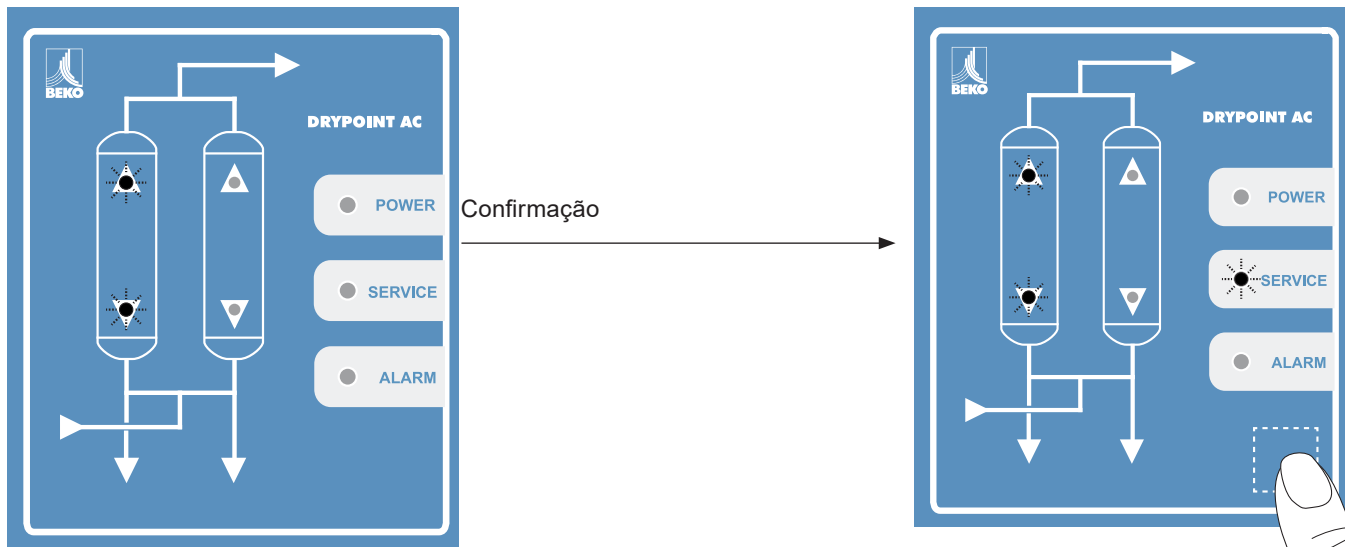 BEKO
DRYPOINT AC
POWER
SERVICE
ALARM
Confirmação
BEKO
DRYPOINT AC
POWER
SERVICE
ALARM